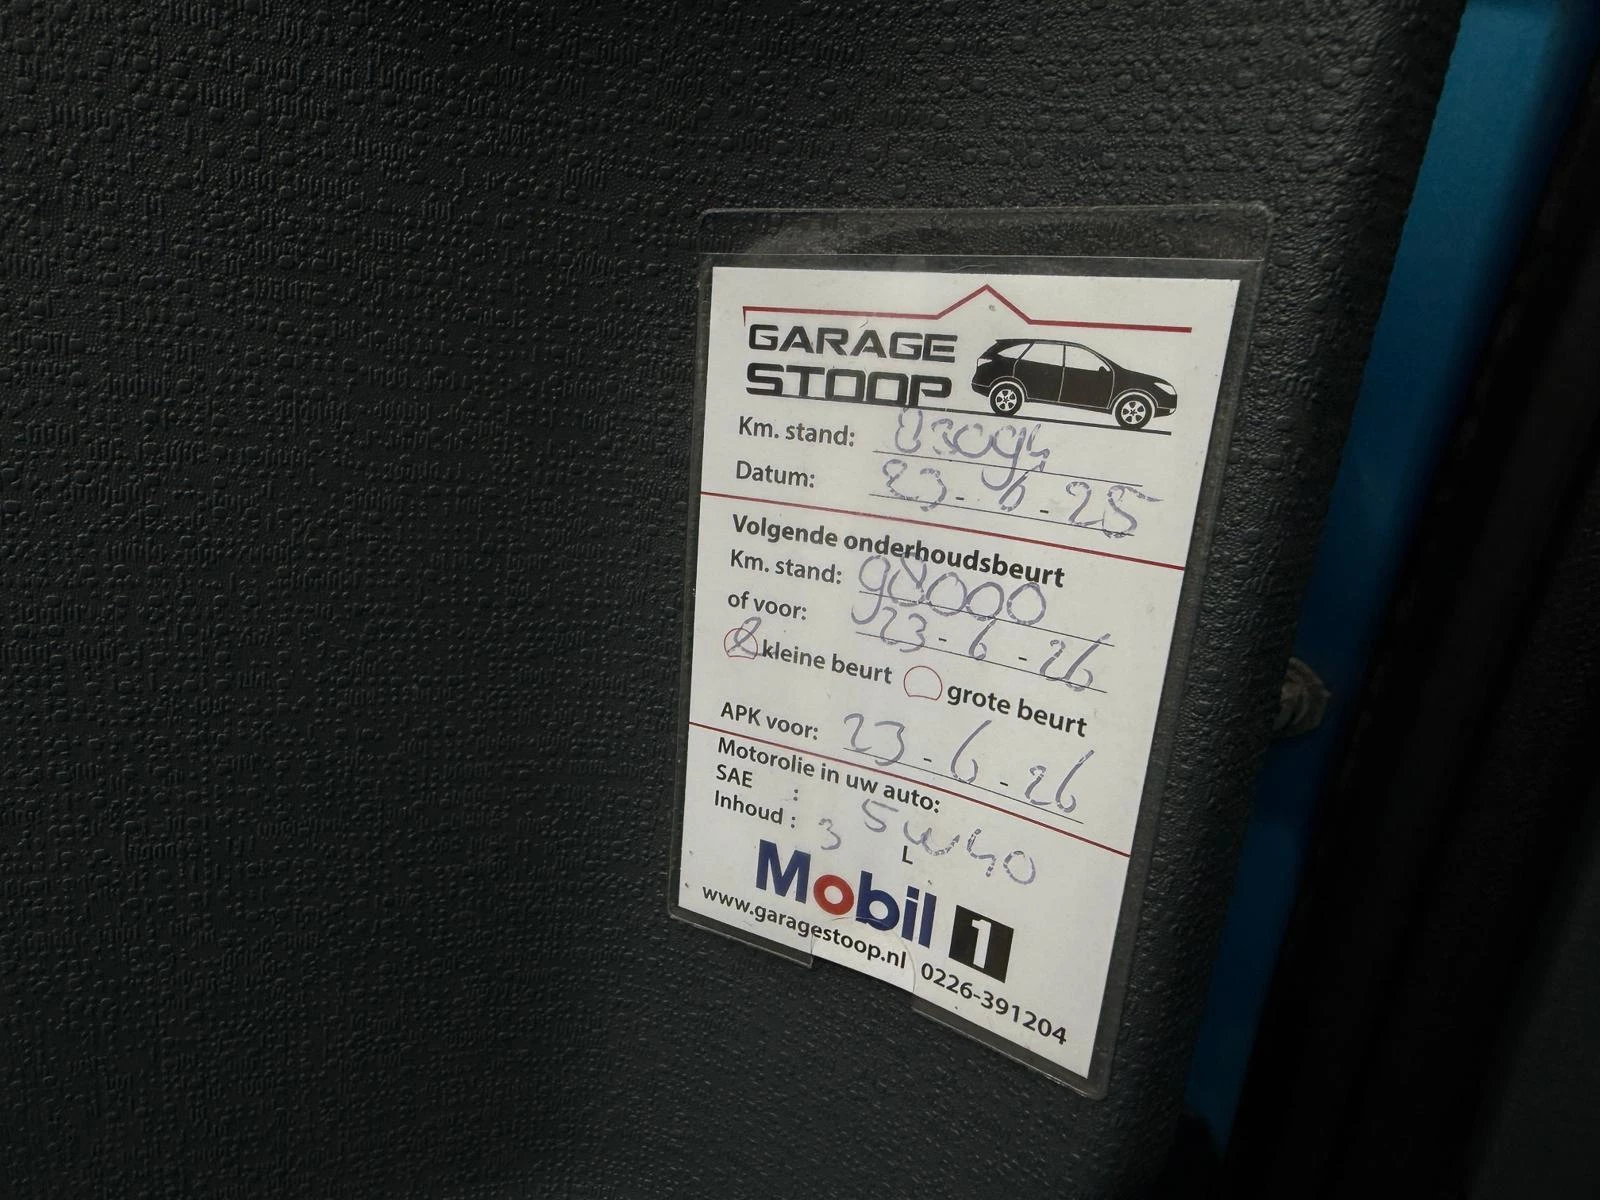 GARAGE
STOOP
Km. stand: 83094
Datum: 23-6-25
Volgende onderhoudsbeurt
Km. stand: 98000
of voor: 23-6-26
kleine beurt grote beurt
APK voor: 23-6-26
Motorolie in uw auto:
SAE : 5W40
Inhoud : 3 L
Mobil 1
www.garagestoop.nl 0226-391204